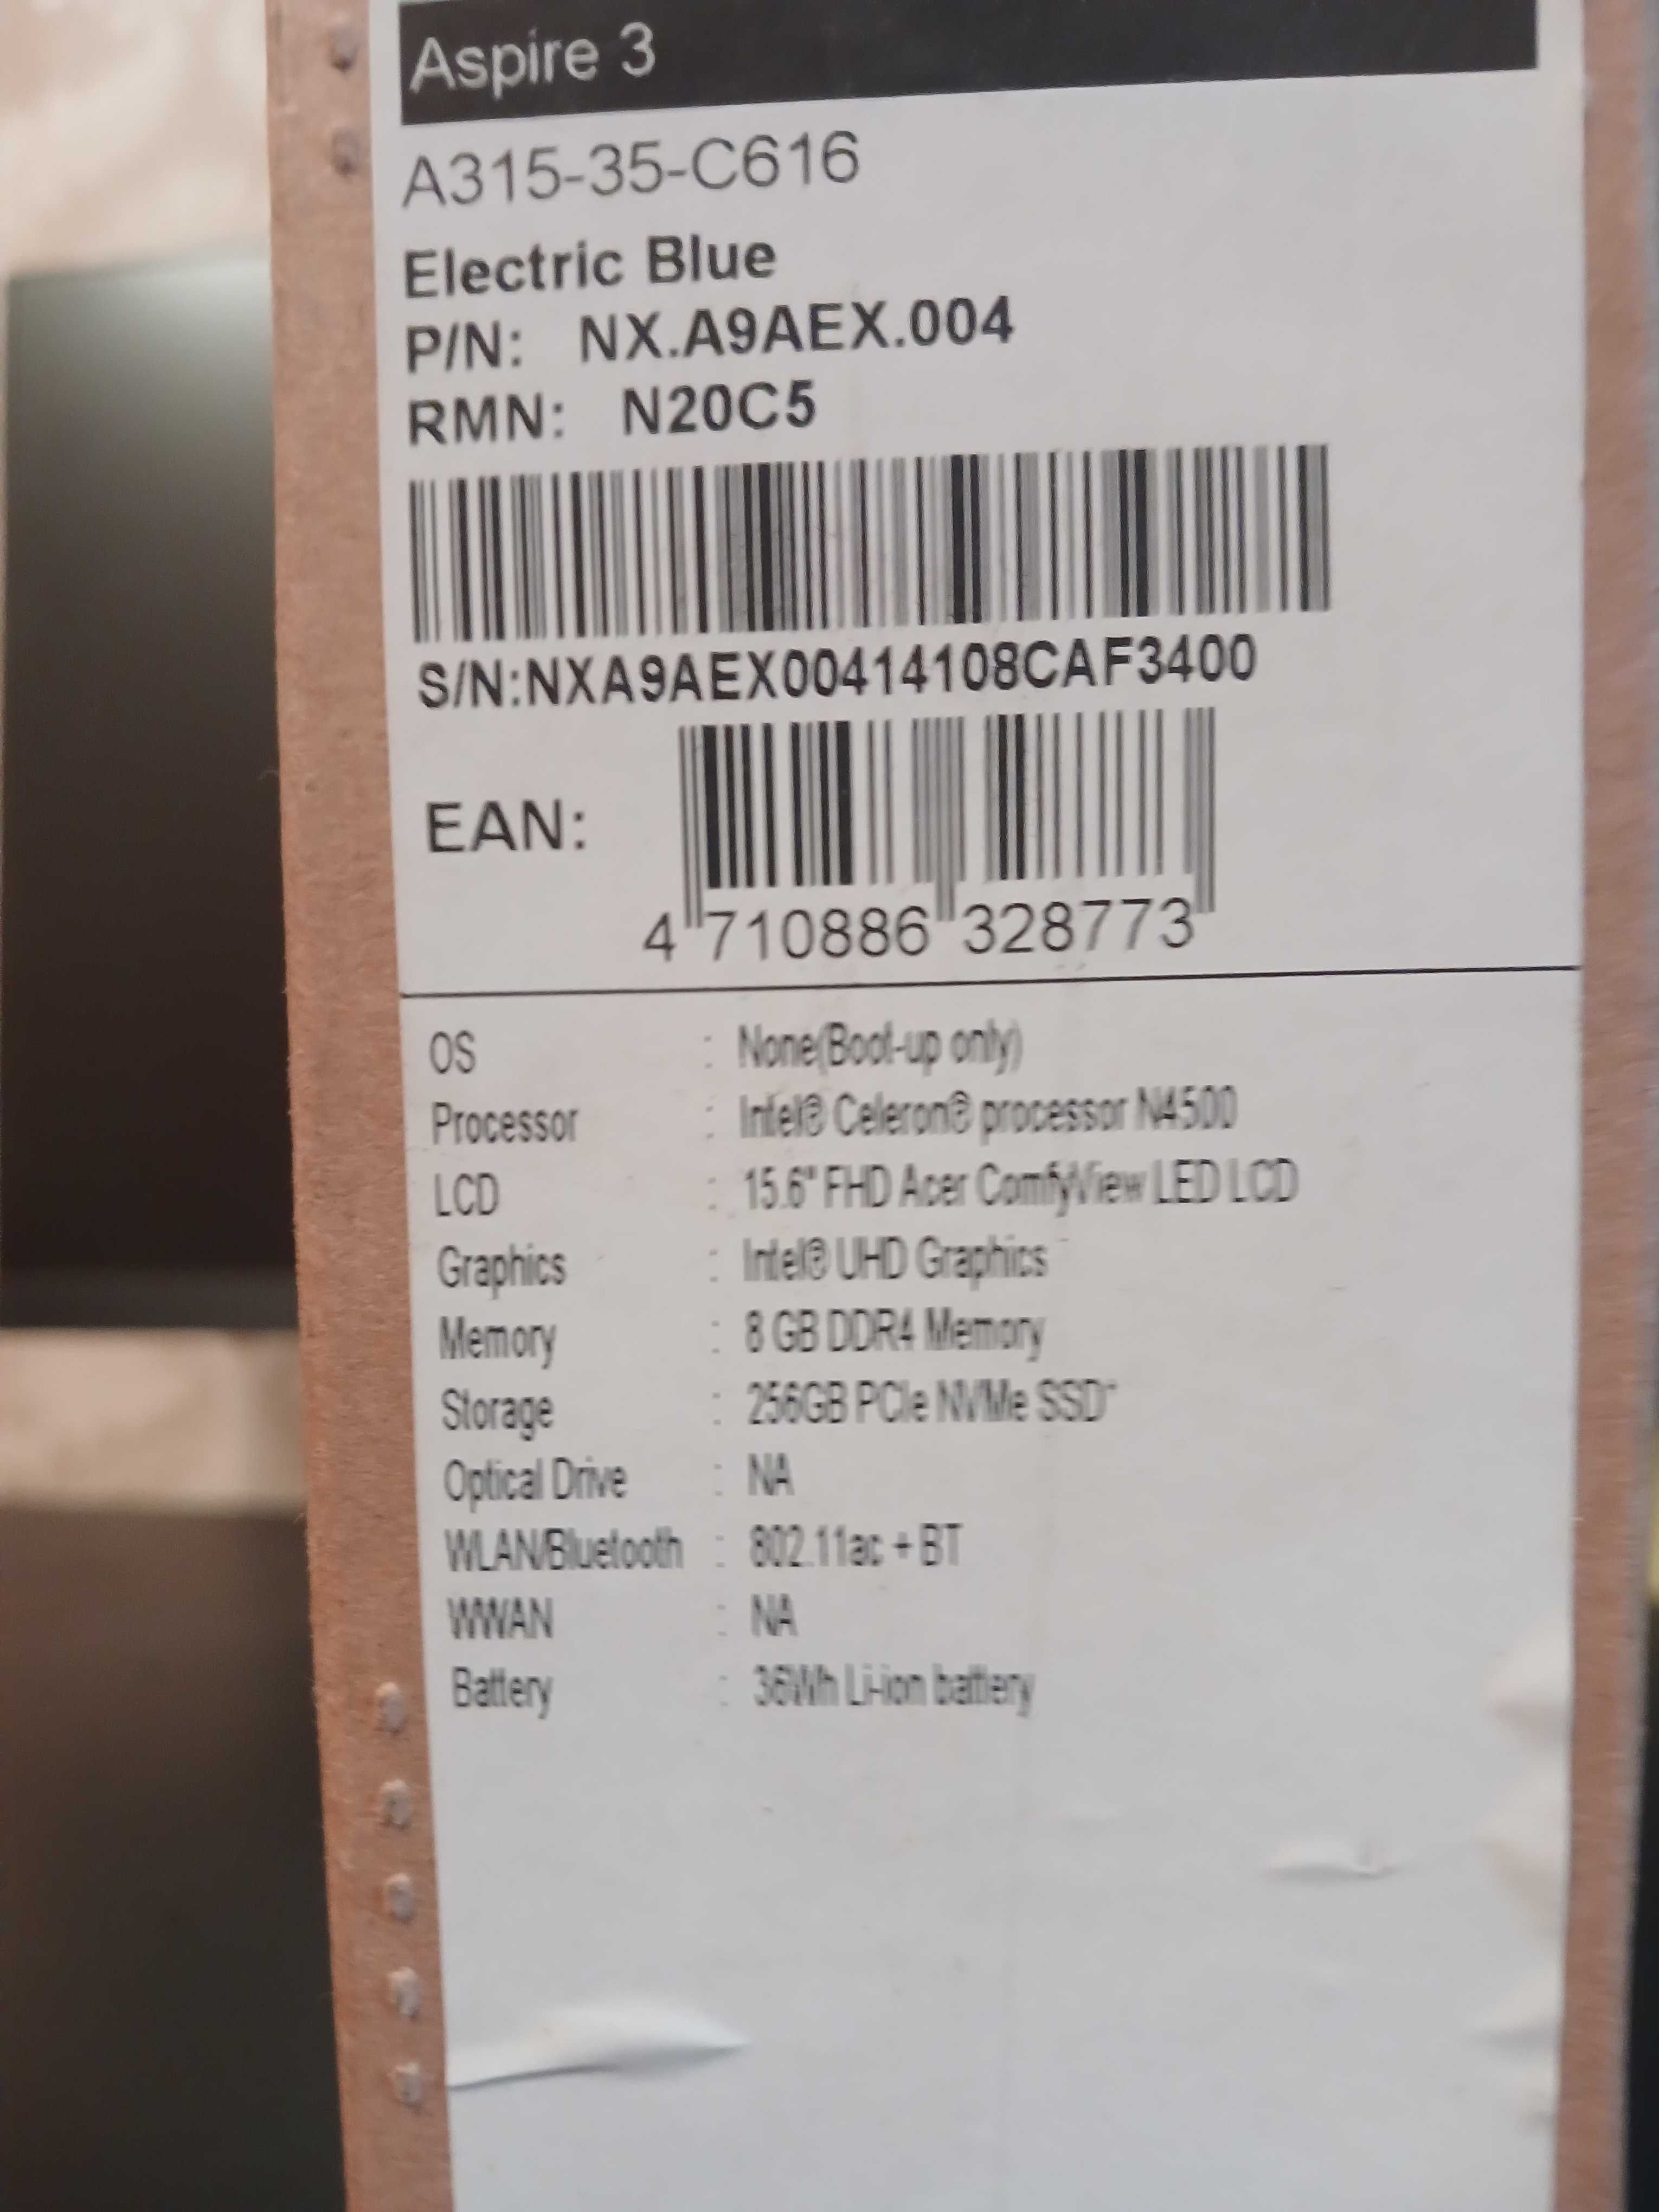 Aspire 3
A315-35-C616
Electric Blue
P/N: NX.A9AEX.004
RMN: N20C5
S/N:NXA9AEX00414108CAF3400
EAN:
4 710886 328773
OS : None(Boot-up only)
Processor : Intel® Celeron® processor N4500
LCD : 15.6" FHD Acer ComfyView LED LCD
Graphics : Intel® UHD Graphics
Memory : 8 GB DDR4 Memory
Storage : 256GB PCIe NVMe SSD*
Optical Drive : NA
WLAN/Bluetooth : 802.11ac + BT
WWAN : NA
Battery : 36Wh Li-ion battery